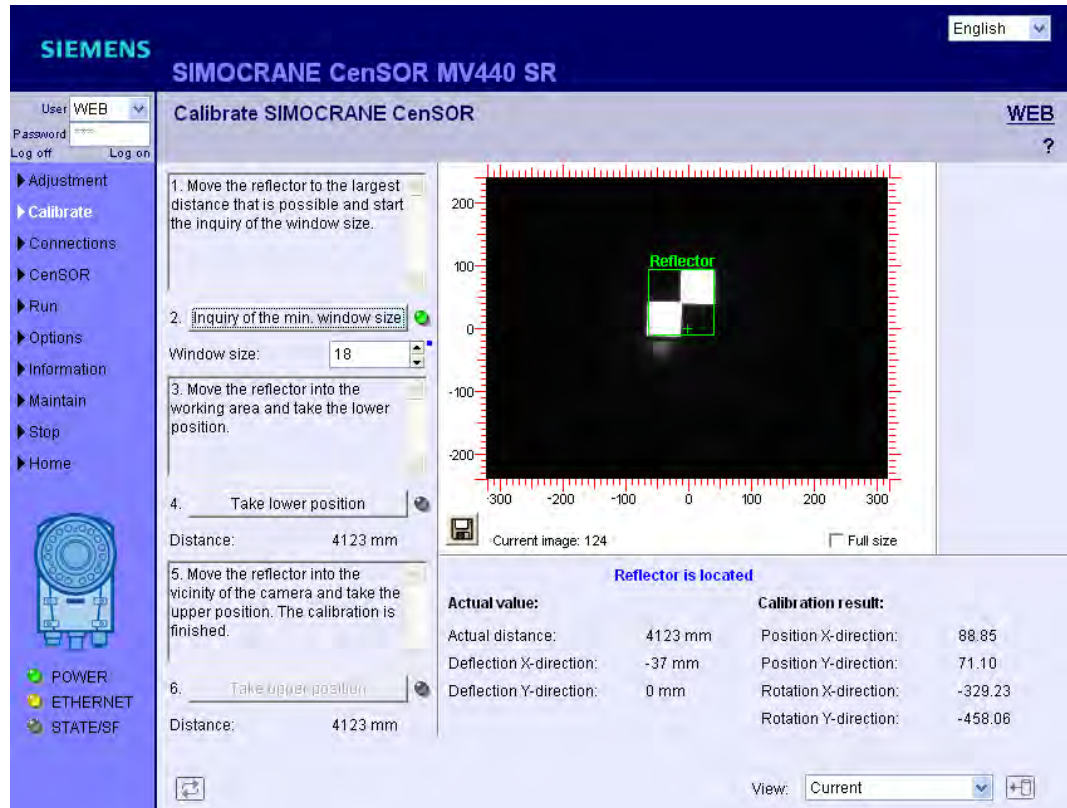 SIEMENS
English
SIMOCRANE CenSOR MV440 SR
User WEB
Password ***
Log off Log on
Calibrate SIMOCRANE CenSOR
WEB
?
Adjustment
Calibrate
Connections
CenSOR
Run
Options
Information
Maintain
Stop
Home
POWER
ETHERNET
STATE/SF
1. Move the reflector to the largest
distance that is possible and start
the inquiry of the window size.
2. Inquiry of the min. window size
Window size: 18
3. Move the reflector into the
working area and take the lower
position.
4. Take lower position
Distance: 4123 mm
5. Move the reflector into the
vicinity of the camera and take the
upper position. The calibration is
finished.
6. Take upper position
Distance: 4123 mm
200
100
0
-100
-200
Reflector
-300 -200 -100 0 100 200 300
Current image: 124
Full size
Reflector is located
Actual value:
Actual distance: 4123 mm
Deflection X-direction: -37 mm
Deflection Y-direction: 0 mm
Calibration result:
Position X-direction: 88.85
Position Y-direction: 71.10
Rotation X-direction: -329.23
Rotation Y-direction: -458.06
View: Current